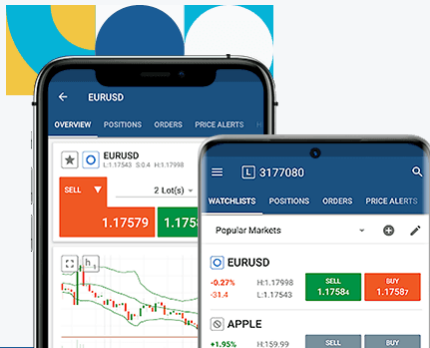 EURUSD
OVERVIEW POSITIONS ORDERS PRICE ALERTS
EURUSD
L:1.17543 S:0.4 H:1.17998
SELL 2 Lot(s)
1.17579 1.175
h
L 3177080
WATCHLISTS POSITIONS ORDERS PRICE ALERTS
Popular Markets
EURUSD
-0.27% H:1.17998 SELL BUY
-31.4 L:1.17543 1.17584 1.17587
APPLE
+1.95% H:159.99 SELL BUY